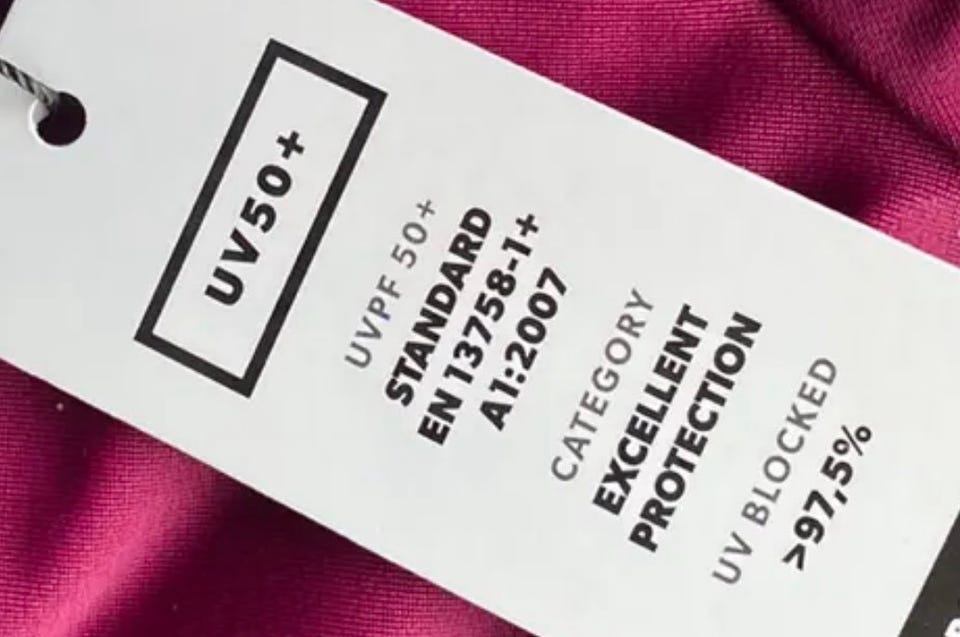 UV50+
UVPF 50+
STANDARD
EN 13758-1+
A1:2007
CATEGORY
EXCELLENT
PROTECTION
UV BLOCKED
>97,5%